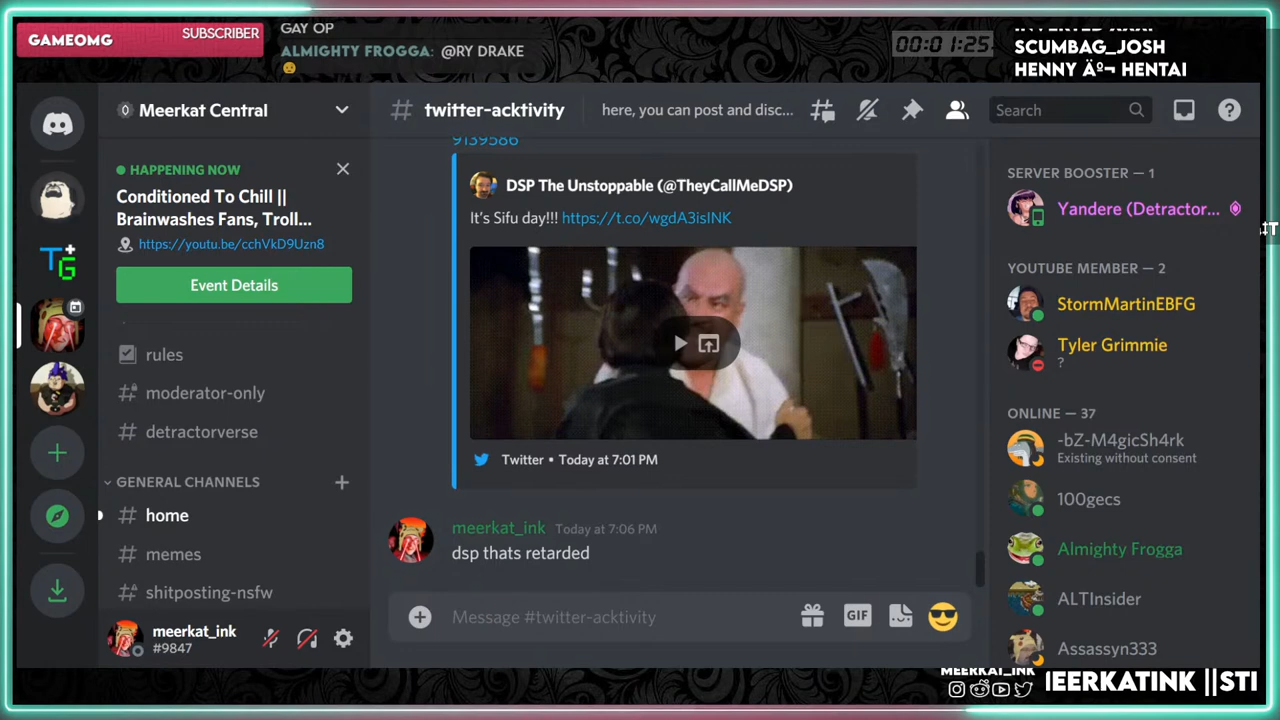 GAMEOMG
SUBSCRIBER
GAY OP
ALMIGHTY FROGGA: @RY DRAKE
00:01:25
SCUMBAG_JOSH
HENNY Äº¬ HENTAI
Meerkat Central
HAPPENING NOW
Conditioned To Chill ||
Brainwashes Fans, Troll...
https://youtu.be/cchVkD9Uzn8
Event Details
rules
moderator-only
detractorverse
GENERAL CHANNELS
home
memes
shitposting-nsfw
meerkat_ink
#9847
twitter-acktivity
here, you can post and disc...
Search
9139586
DSP The Unstoppable (@TheyCallMeDSP)
It's Sifu day!!! https://t.co/wgdA3isINK
Twitter • Today at 7:01 PM
meerkat_ink Today at 7:06 PM
dsp thats retarded
Message #twitter-acktivity
GIF
SERVER BOOSTER — 1
Yandere (Detractor...
YOUTUBE MEMBER — 2
StormMartinEBFG
Tyler Grimmie
?
ONLINE — 37
-bZ-M4gicSh4rk
Existing without consent
100gecs
Almighty Frogga
ALTInsider
Assassyn333
MEERKAT_INK
IEERKATINK ||STI